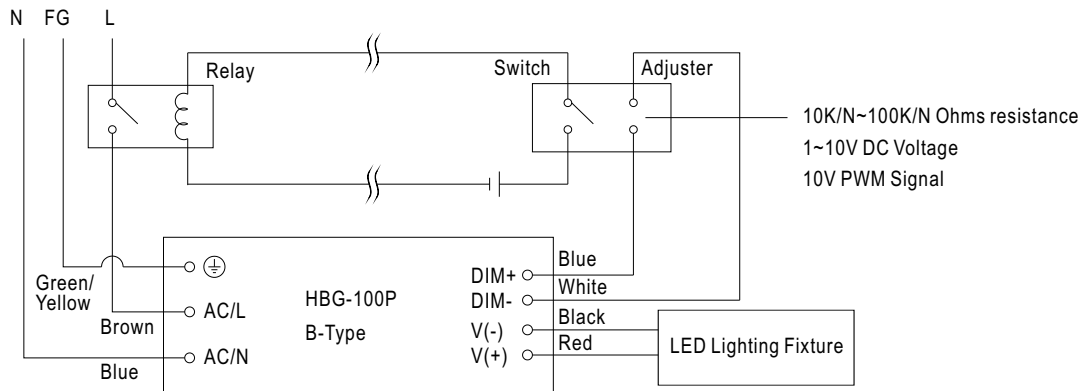 N FG L
Relay
Switch
Adjuster
10K/N~100K/N Ohms resistance
1~10V DC Voltage
10V PWM Signal
Green/
Yellow
Brown
Blue
AC/L
AC/N
HBG-100P
B-Type
DIM+
DIM-
V(-)
V(+)
Blue
White
Black
Red
LED Lighting Fixture